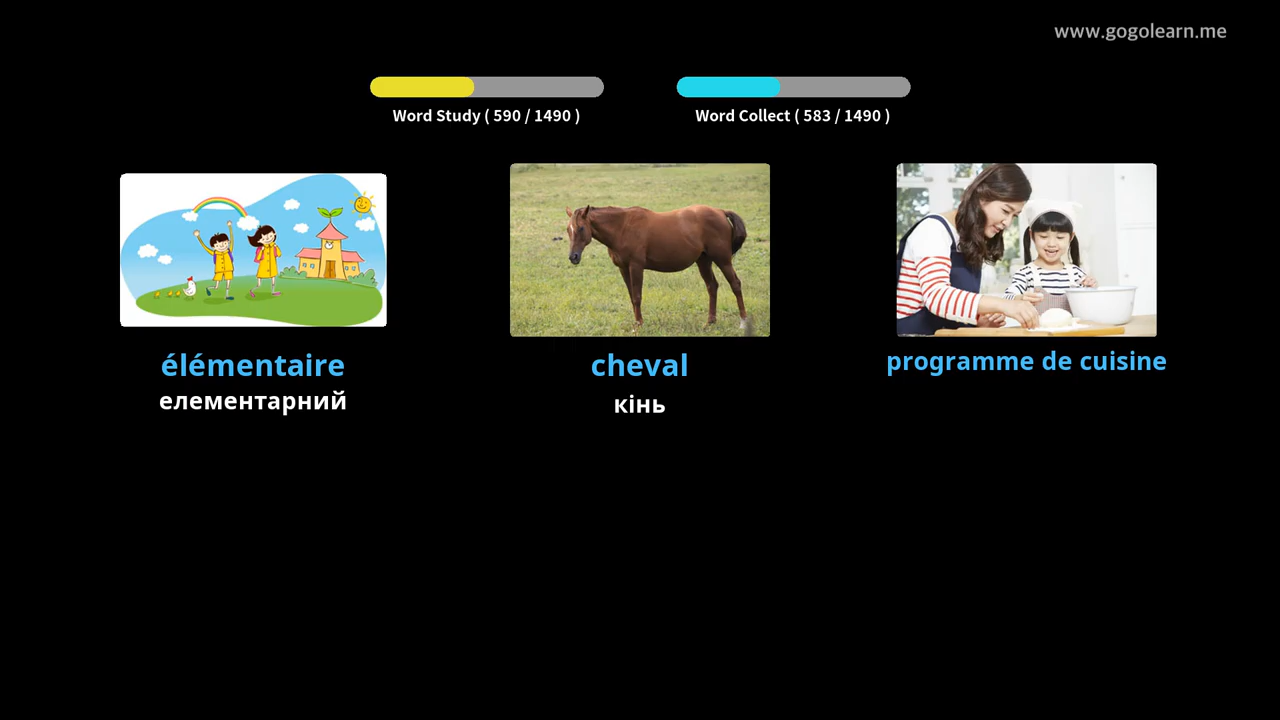 www.gogolearn.me
Word Study ( 590 / 1490 )
Word Collect ( 583 / 1490 )
élémentaire
елементарний
cheval
кінь
programme de cuisine